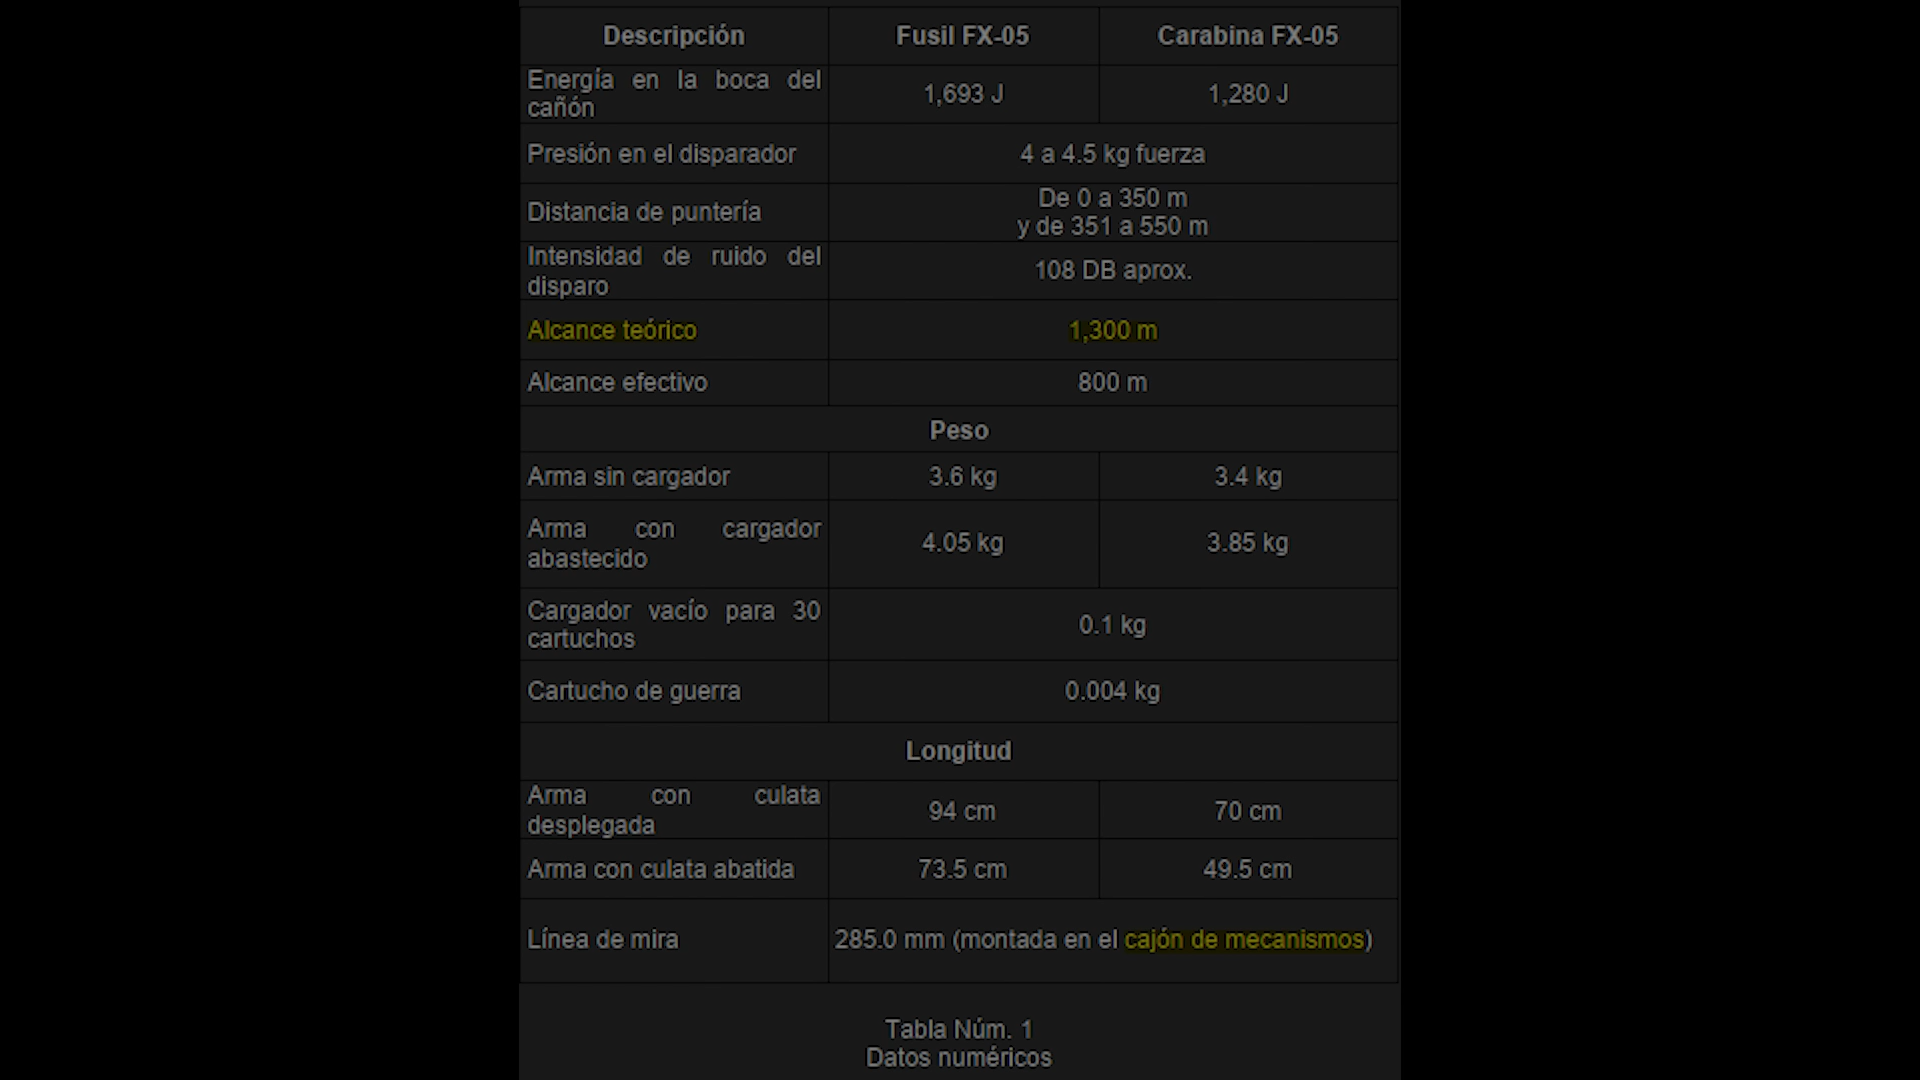 Descripción Fusil FX-05 Carabina FX-05
Energía en la boca del
cañón
1,693 J 1,280 J
Presión en el disparador 4 a 4.5 kg fuerza
Distancia de puntería
De 0 a 350 m
y de 351 a 550 m
Intensidad de ruido del
disparo
108 DB aprox.
Alcance teórico 1,300 m
Alcance efectivo 800 m
Peso
Arma sin cargador 3.6 kg 3.4 kg
Arma con cargador
abastecido
4.05 kg 3.85 kg
Cargador vacío para 30
cartuchos
0.1 kg
Cartucho de guerra 0.004 kg
Longitud
Arma con culata
desplegada
94 cm 70 cm
Arma con culata abatida 73.5 cm 49.5 cm
Línea de mira 285.0 mm (montada en el cajón de mecanismos)
Tabla Núm. 1
Datos numéricos